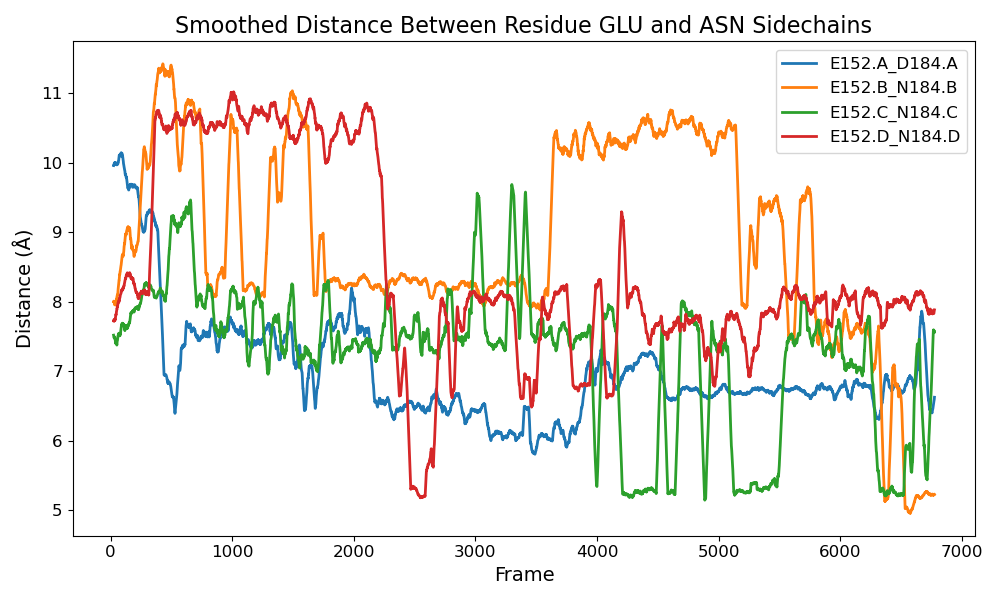 Smoothed Distance Between Residue GLU and ASN Sidechains
E152.A_D184.A
E152.B_N184.B
E152.C_N184.C
E152.D_N184.D
Distance (Å)
11
10
9
8
7
6
5
0 1000 2000 3000 4000 5000 6000 7000
Frame